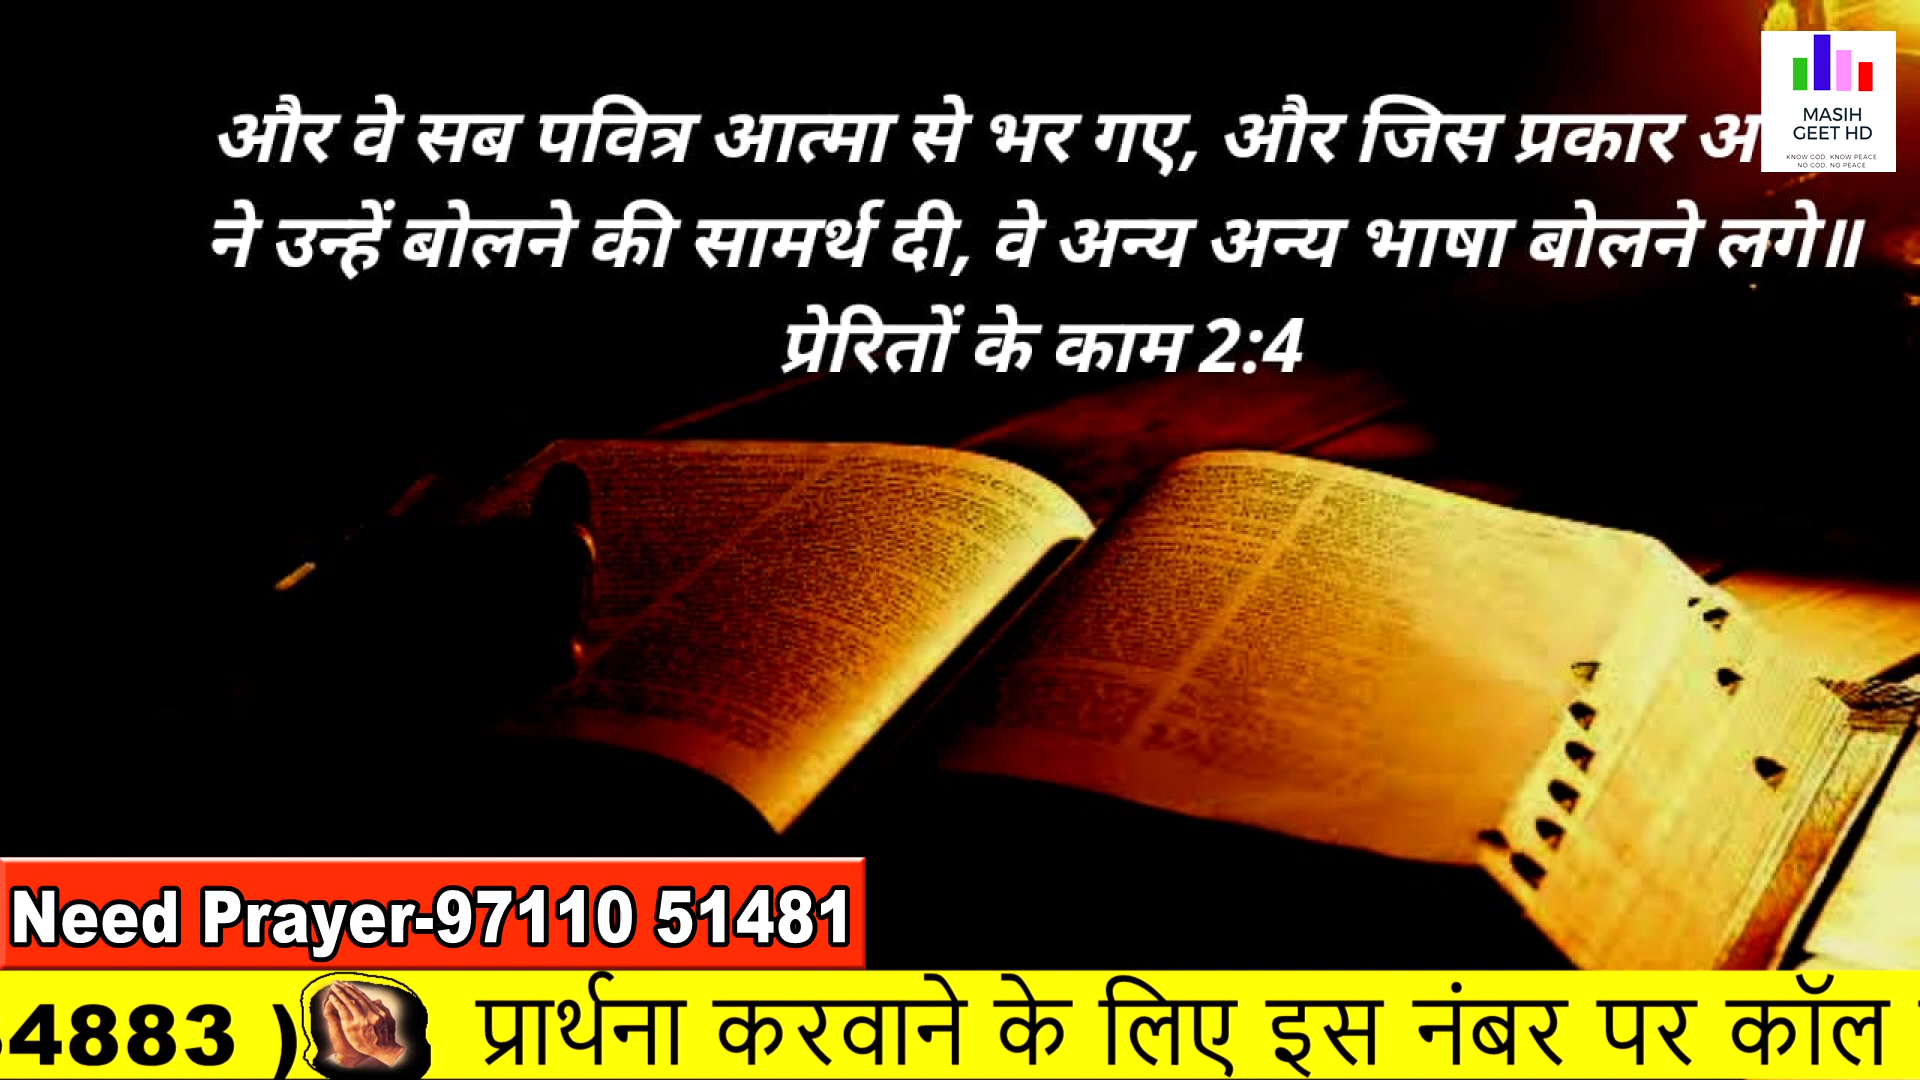 और वे सब पवित्र आत्मा से भर गए, और जिस प्रकार
ने उन्हें बोलने की सामर्थ दी, वे अन्य अन्य भाषा बोलने लगे॥
प्रेरितों के काम 2:4
MASIH
GEET HD
KNOW GOD. KNOW PEACE.
NO GOD. NO PEACE
Need Prayer-97110 51481
4883 ) प्रार्थना करवाने के लिए इस नंबर पर कॉल